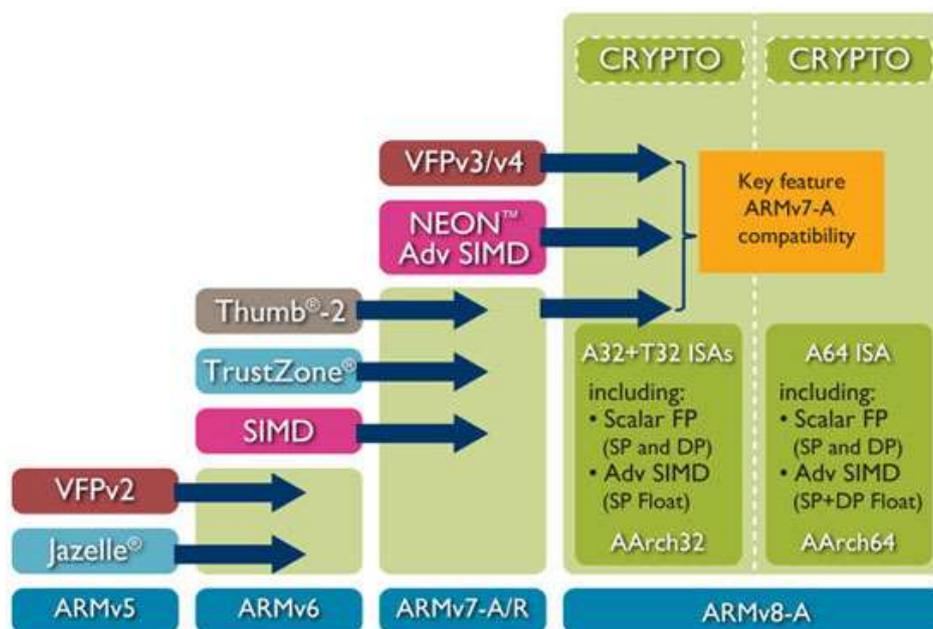 CRYPTO
CRYPTO
VFPv3/v4
Key feature
ARMv7-A
compatibility
NEON™
Adv SIMD
Thumb®-2
TrustZone®
SIMD
A32+T32 ISAs
including:
• Scalar FP
(SP and DP)
• Adv SIMD
(SP Float)
AArch32
A64 ISA
including:
• Scalar FP
(SP and DP)
• Adv SIMD
(SP+DP Float)
AArch64
VFPv2
Jazelle®
ARMv5
ARMv6
ARMv7-A/R
ARMv8-A